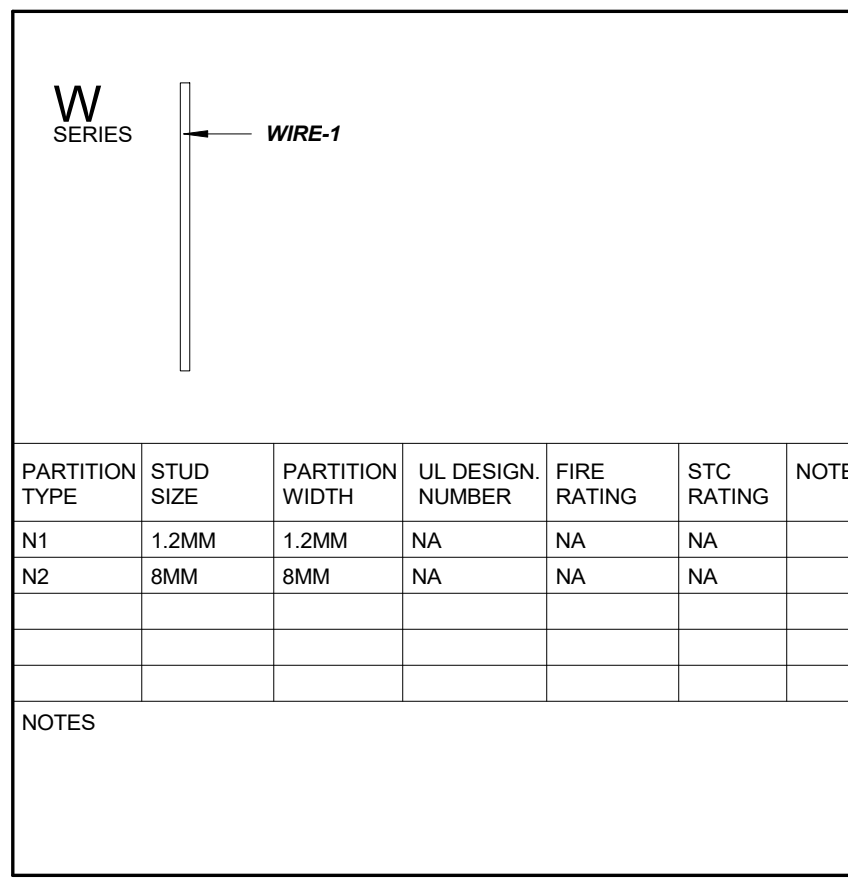 W
SERIES
WIRE-1
PARTITION TYPE STUD SIZE PARTITION WIDTH UL DESIGN. NUMBER FIRE RATING STC RATING NOTE
N1 1.2MM 1.2MM NA NA NA
N2 8MM 8MM NA NA NA
NOTES